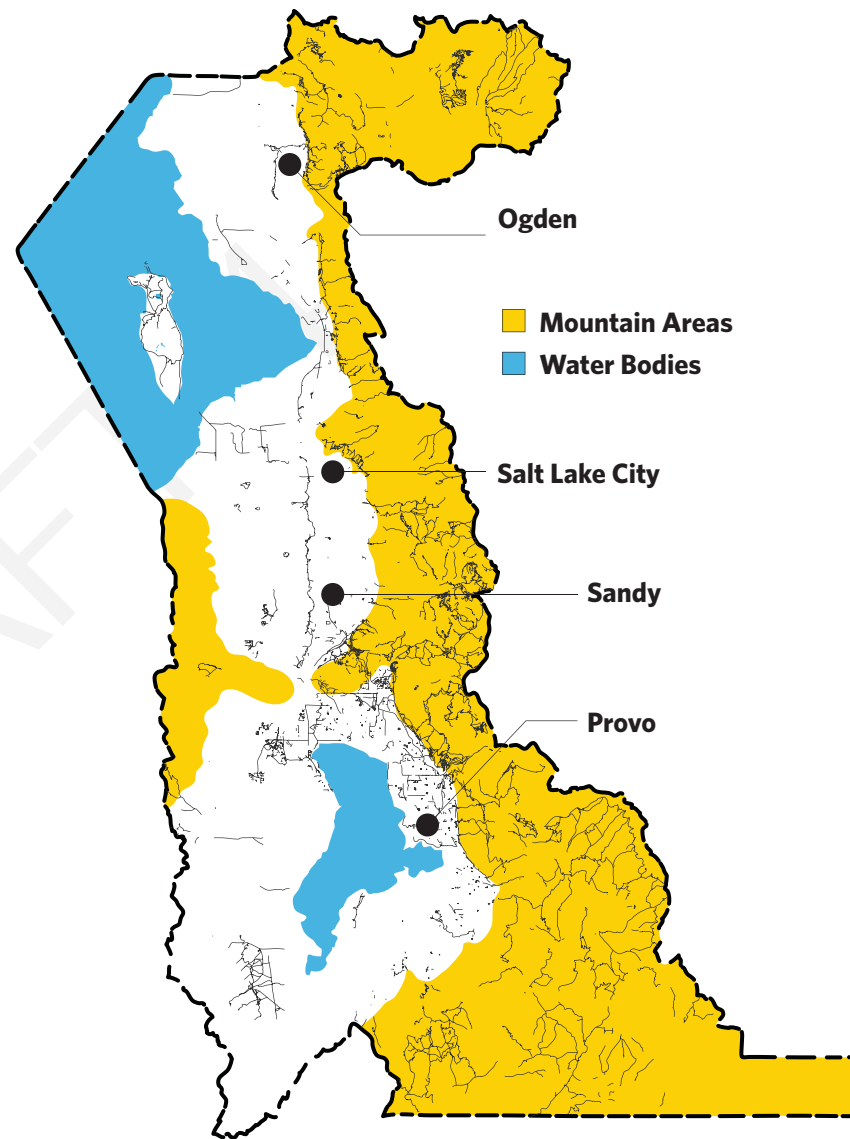 Ogden
Mountain Areas
Water Bodies
Salt Lake City
Sandy
Provo